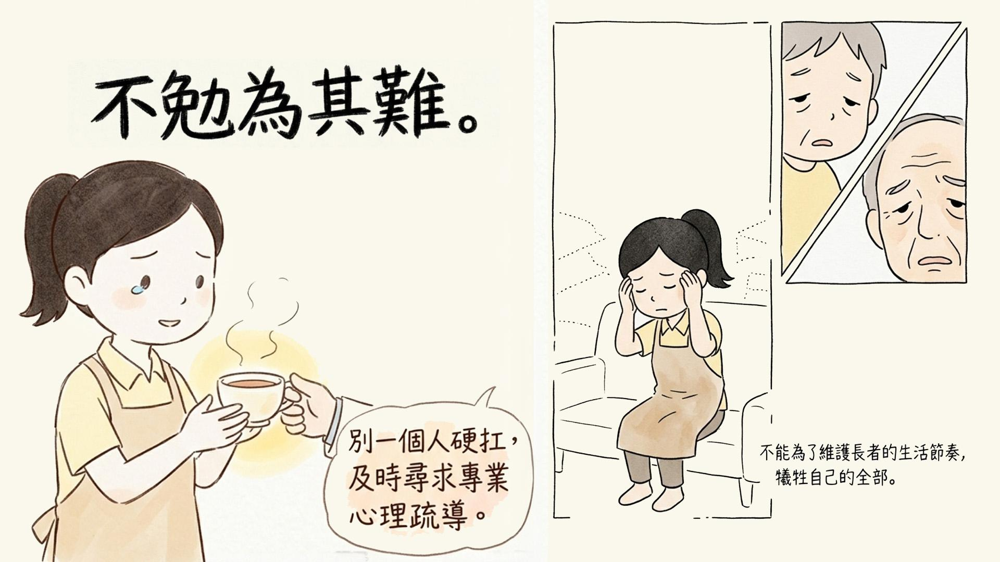 不勉為其難。
別一個人硬扛，
及時尋求專業
心理疏導。
不能為了維護長者的生活節奏，
犧牲自己的全部。